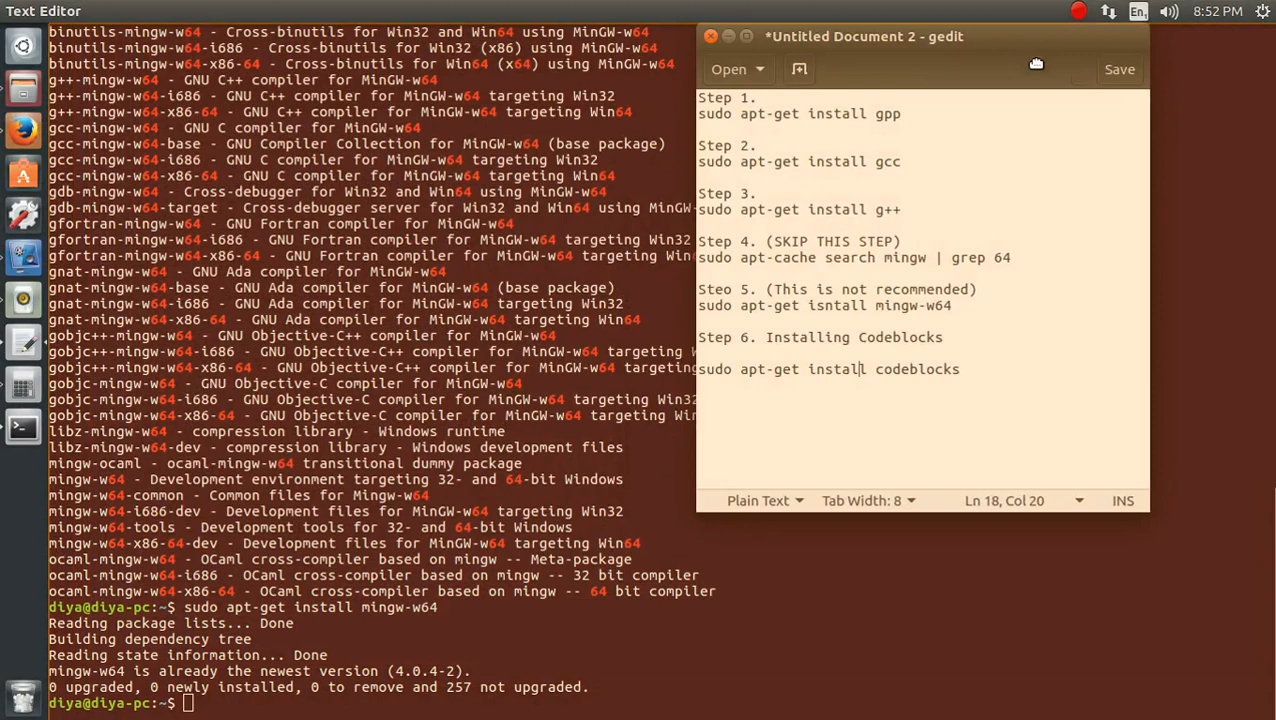 Text Editor
En1
8:52 PM
binutils-mingw-w64 - Cross-binutils for Win32 and Win64 using MinGW-w64
binutils-mingw-w64-i686 - Cross-binutils for Win32 (x86) using MinGW-w64
binutils-mingw-w64-x86-64 - Cross-binutils for Win64 (x64) using MinGW-w64
g++-mingw-w64 - GNU C++ compiler for MinGW-w64
g++-mingw-w64-i686 - GNU C++ compiler for MinGW-w64 targeting Win32
g++-mingw-w64-x86-64 - GNU C++ compiler for MinGW-w64 targeting Win64
gcc-mingw-w64 - GNU C compiler for MinGW-w64
gcc-mingw-w64-base - GNU Compiler Collection for MinGW-w64 (base package)
gcc-mingw-w64-i686 - GNU C compiler for MinGW-w64 targeting Win32
gcc-mingw-w64-x86-64 - GNU C compiler for MinGW-w64 targeting Win64
gdb-mingw-w64 - Cross-debugger for Win32 and Win64 using MinGW-w64
gdb-mingw-w64-target - Cross-debugger server for Win32 and Win64 using MinGW-
gfortran-mingw-w64 - GNU Fortran compiler for MinGW-w64
gfortran-mingw-w64-i686 - GNU Fortran compiler for MinGW-w64 targeting Win32
gfortran-mingw-w64-x86-64 - GNU Fortran compiler for MinGW-w64 targeting Win64
gnat-mingw-w64 - GNU Ada compiler for MinGW-w64
gnat-mingw-w64-base - GNU Ada compiler for MinGW-w64 (base package)
gnat-mingw-w64-i686 - GNU Ada compiler for MinGW-w64 targeting Win32
gnat-mingw-w64-x86-64 - GNU Ada compiler for MinGW-w64 targeting Win64
gobjc++-mingw-w64 - GNU Objective-C++ compiler for MinGW-w64
gobjc++-mingw-w64-i686 - GNU Objective-C++ compiler for MinGW-w64 targeting
gobjc++-mingw-w64-x86-64 - GNU Objective-C++ compiler for MinGW-w64 targeting
gobjc-mingw-w64 - GNU Objective-C compiler for MinGW-w64
gobjc-mingw-w64-i686 - GNU Objective-C compiler for MinGW-w64 targeting Win32
gobjc-mingw-w64-x86-64 - GNU Objective-C compiler for MinGW-w64 targeting Win64
libz-mingw-w64 - compression library - Windows runtime
libz-mingw-w64-dev - compression library - Windows development files
mingw-ocaml - ocaml-mingw-w64 transitional dummy package
mingw-w64 - Development environment targeting 32- and 64-bit Windows
mingw-w64-common - Common files for Mingw-w64
mingw-w64-i686-dev - Development files for MinGW-w64 targeting Win32
mingw-w64-tools - Development tools for 32- and 64-bit Windows
mingw-w64-x86-64-dev - Development files for MinGW-w64 targeting Win64
ocaml-mingw-w64 - OCaml cross-compiler based on mingw -- Meta-package
ocaml-mingw-w64-i686 - OCaml cross-compiler based on mingw -- 32 bit compiler
ocaml-mingw-w64-x86-64 - OCaml cross-compiler based on mingw -- 64 bit compiler
diya@diya-pc:~$ sudo apt-get install mingw-w64
Reading package lists... Done
Building dependency tree
Reading state information... Done
mingw-w64 is already the newest version (4.0.4-2).
0 upgraded, 0 newly installed, 0 to remove and 257 not upgraded.
diya@diya-pc:~$
*Untitled Document 2 - gedit
Open
Save
Step 1.
sudo apt-get install gpp
Step 2.
sudo apt-get install gcc
Step 3.
sudo apt-get install g++
Step 4. (SKIP THIS STEP)
sudo apt-cache search mingw | grep 64
Steo 5. (This is not recommended)
sudo apt-get isntall mingw-w64
Step 6. Installing Codeblocks
sudo apt-get install codeblocks
Plain Text
Tab Width: 8
Ln 18, Col 20
INS